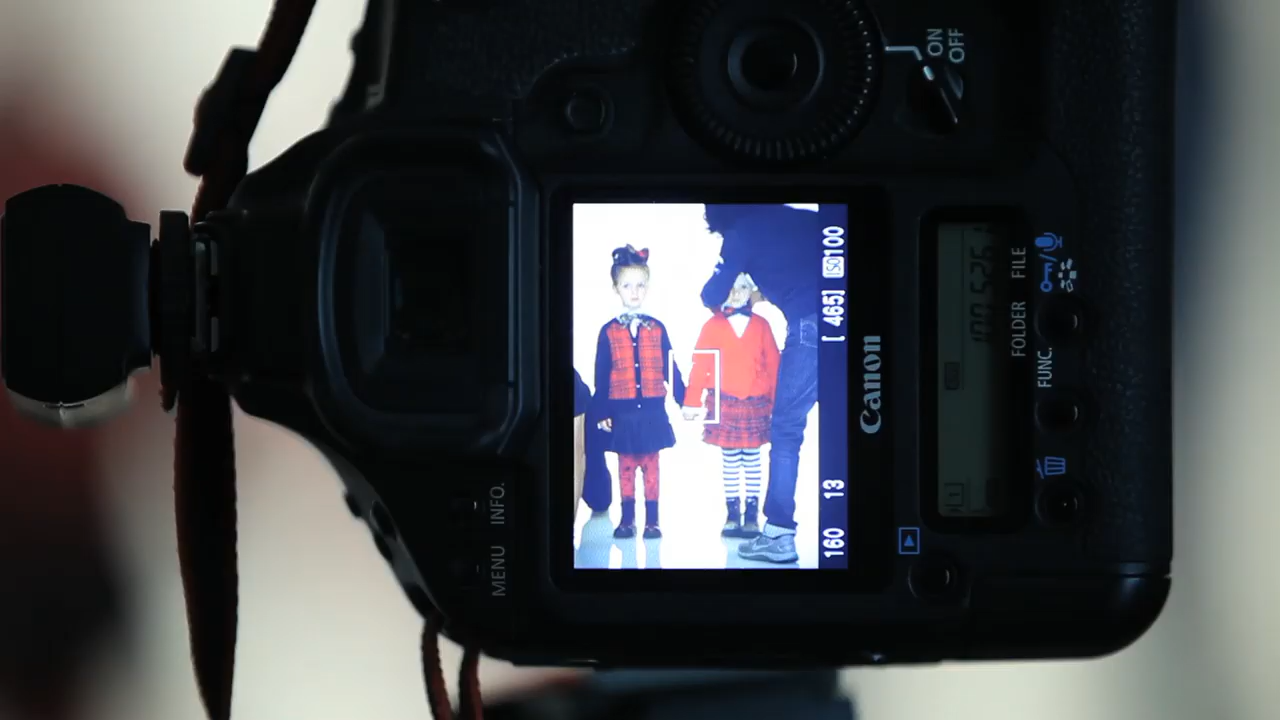 ON
OFF
MENU
INFO.
160
13
[ 465]
ISO 100
Canon
FUNC.
FOLDER
FILE